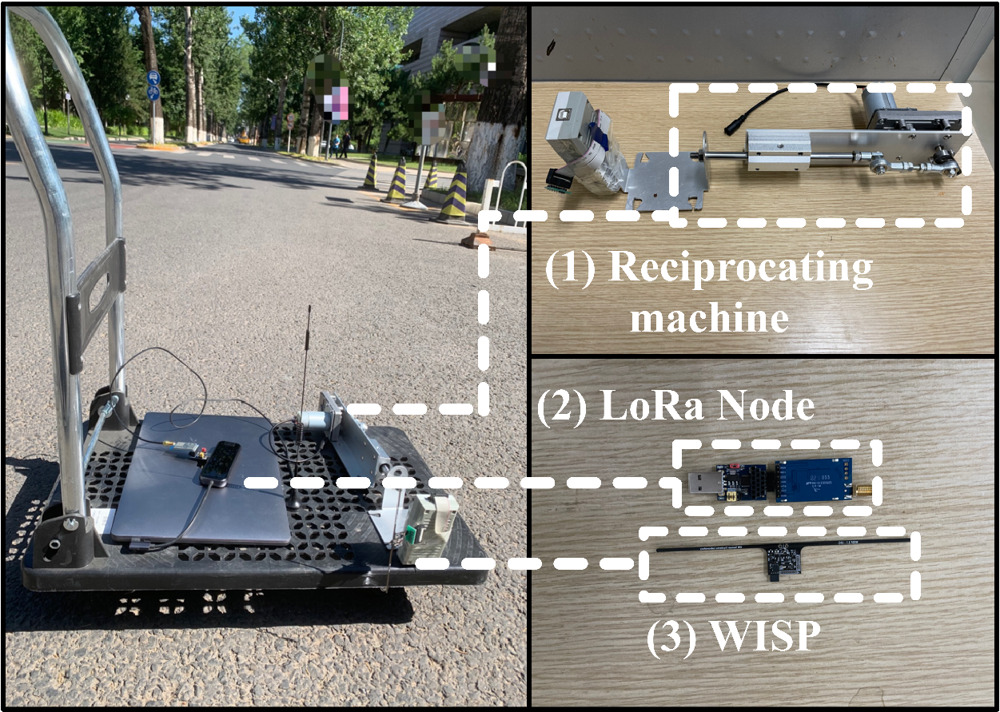 (1) Reciprocating
machine
(2) LoRa Node
(3) WISP